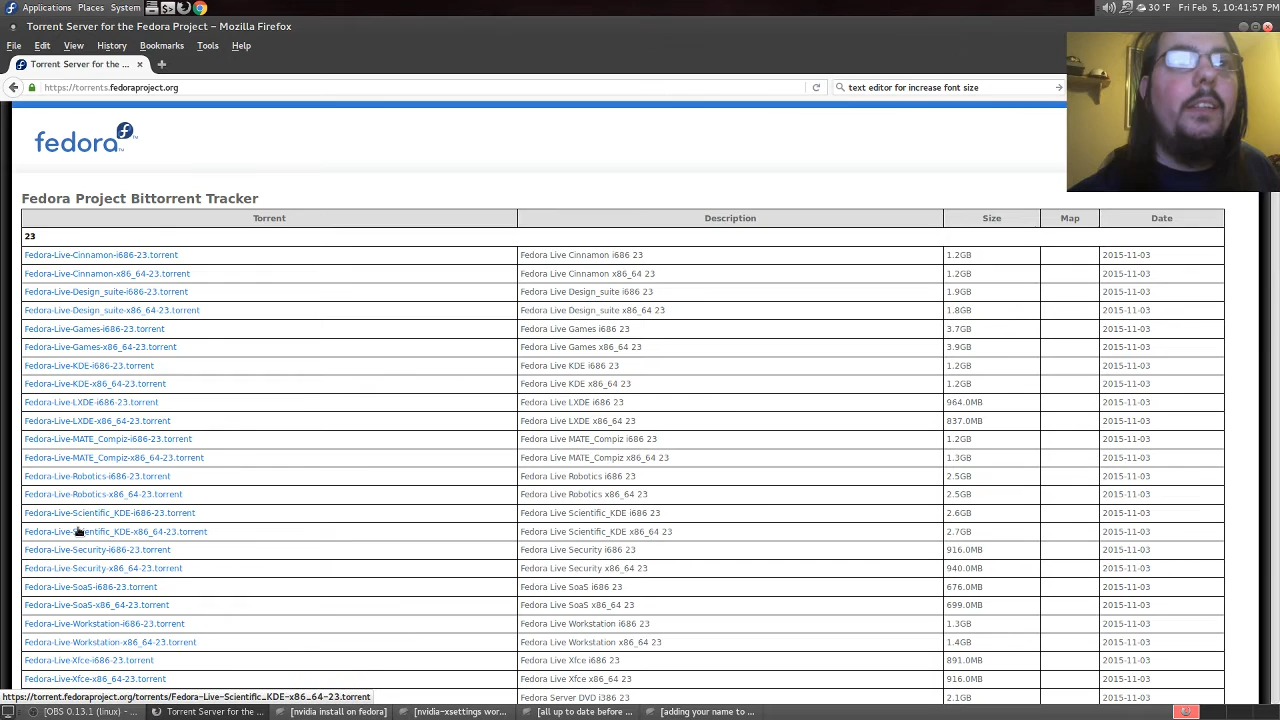 Applications Places System 30 °F Fri Feb 5, 10:41:57
Torrent Server for the Fedora Project - Mozilla Firefox
File Edit View History Bookmarks Tools Help
Torrent Server for the ... × +
https://torrents.fedoraproject.org text editor for increase font size
fedora
Fedora Project Bittorrent Tracker
Torrent Description Size Map Date
23
Fedora-Live-Cinnamon-i686-23.torrent Fedora Live Cinnamon i686 23 1.2GB 2015-11-03
Fedora-Live-Cinnamon-x86_64-23.torrent Fedora Live Cinnamon x86_64 23 1.2GB 2015-11-03
Fedora-Live-Design_suite-i686-23.torrent Fedora Live Design_suite i686 23 1.9GB 2015-11-03
Fedora-Live-Design_suite-x86_64-23.torrent Fedora Live Design_suite x86_64 23 1.8GB 2015-11-03
Fedora-Live-Games-i686-23.torrent Fedora Live Games i686 23 3.7GB 2015-11-03
Fedora-Live-Games-x86_64-23.torrent Fedora Live Games x86_64 23 3.9GB 2015-11-03
Fedora-Live-KDE-i686-23.torrent Fedora Live KDE i686 23 1.2GB 2015-11-03
Fedora-Live-KDE-x86_64-23.torrent Fedora Live KDE x86_64 23 1.2GB 2015-11-03
Fedora-Live-LXDE-i686-23.torrent Fedora Live LXDE i686 23 964.0MB 2015-11-03
Fedora-Live-LXDE-x86_64-23.torrent Fedora Live LXDE x86_64 23 837.0MB 2015-11-03
Fedora-Live-MATE_Compiz-i686-23.torrent Fedora Live MATE_Compiz i686 23 1.2GB 2015-11-03
Fedora-Live-MATE_Compiz-x86_64-23.torrent Fedora Live MATE_Compiz x86_64 23 1.3GB 2015-11-03
Fedora-Live-Robotics-i686-23.torrent Fedora Live Robotics i686 23 2.5GB 2015-11-03
Fedora-Live-Robotics-x86_64-23.torrent Fedora Live Robotics x86_64 23 2.5GB 2015-11-03
Fedora-Live-Scientific_KDE-i686-23.torrent Fedora Live Scientific_KDE i686 23 2.6GB 2015-11-03
Fedora-Live-Scientific_KDE-x86_64-23.torrent Fedora Live Scientific_KDE x86_64 23 2.7GB 2015-11-03
Fedora-Live-Security-i686-23.torrent Fedora Live Security i686 23 916.0MB 2015-11-03
Fedora-Live-Security-x86_64-23.torrent Fedora Live Security x86_64 23 940.0MB 2015-11-03
Fedora-Live-SoaS-i686-23.torrent Fedora Live SoaS i686 23 676.0MB 2015-11-03
Fedora-Live-SoaS-x86_64-23.torrent Fedora Live SoaS x86_64 23 699.0MB 2015-11-03
Fedora-Live-Workstation-i686-23.torrent Fedora Live Workstation i686 23 1.3GB 2015-11-03
Fedora-Live-Workstation-x86_64-23.torrent Fedora Live Workstation x86_64 23 1.4GB 2015-11-03
Fedora-Live-Xfce-i686-23.torrent Fedora Live Xfce i686 23 891.0MB 2015-11-03
Fedora-Live-Xfce-x86_64-23.torrent Fedora Live Xfce x86_64 23 916.0MB 2015-11-03
https://torrent.fedoraproject.org/torrents/Fedora-Live-Scientific_KDE-x86_64-23.torrent Fedora Server DVD i386 23 2.1GB 2015-11-03
[OBS 0.13.1 (linux) - ... Torrent Server for the ... [nvidia install on fedora] [nvidia-xsettings wor... [all up to date before ... [adding your name to ...